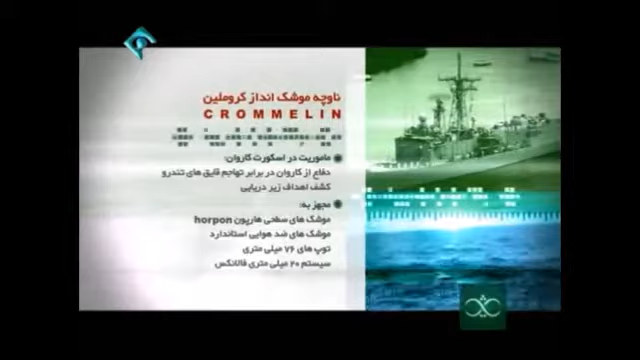 ناوچه موشک انداز کروملین
CROMMELIN
ماموریت در اسکورت کاروان:
دفاع از کاروان در برابر تهاجم قایق های تندرو
کشف اهداف زیر دریایی
مجهز به:
موشک های سطحی هارپون horpon
موشک های ضد هوایی استاندارد
توپ های ۷۶ میلی متری
سیستم ۲۰ میلی متری فالانکس